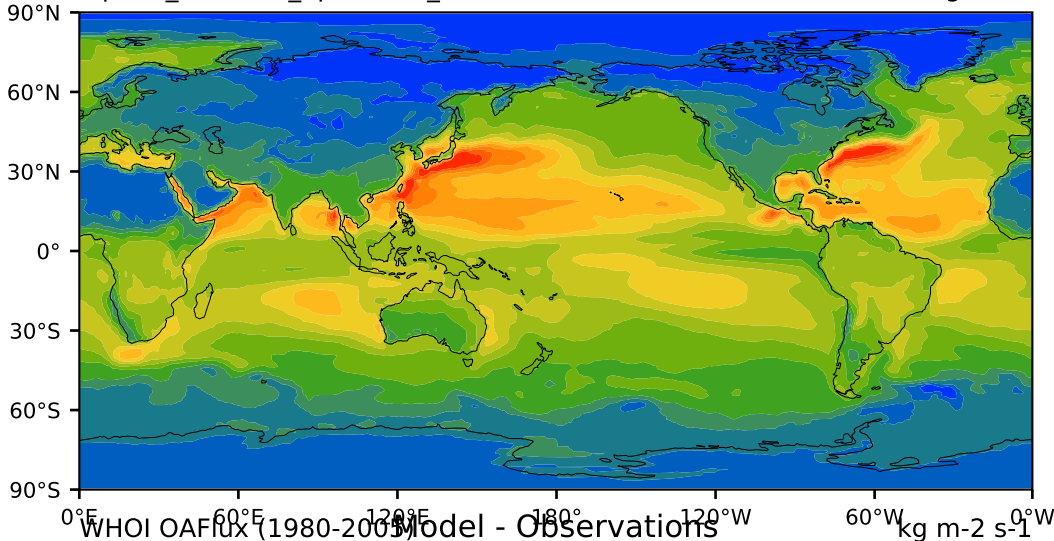 90°N
60°N
30°N
0°
30°S
60°S
90°S
0°E 60°E 120°E 180° 120°W 60°W 0°W
WHOI OAFlux (1980-2005) Model - Observations kg m-2 s-1